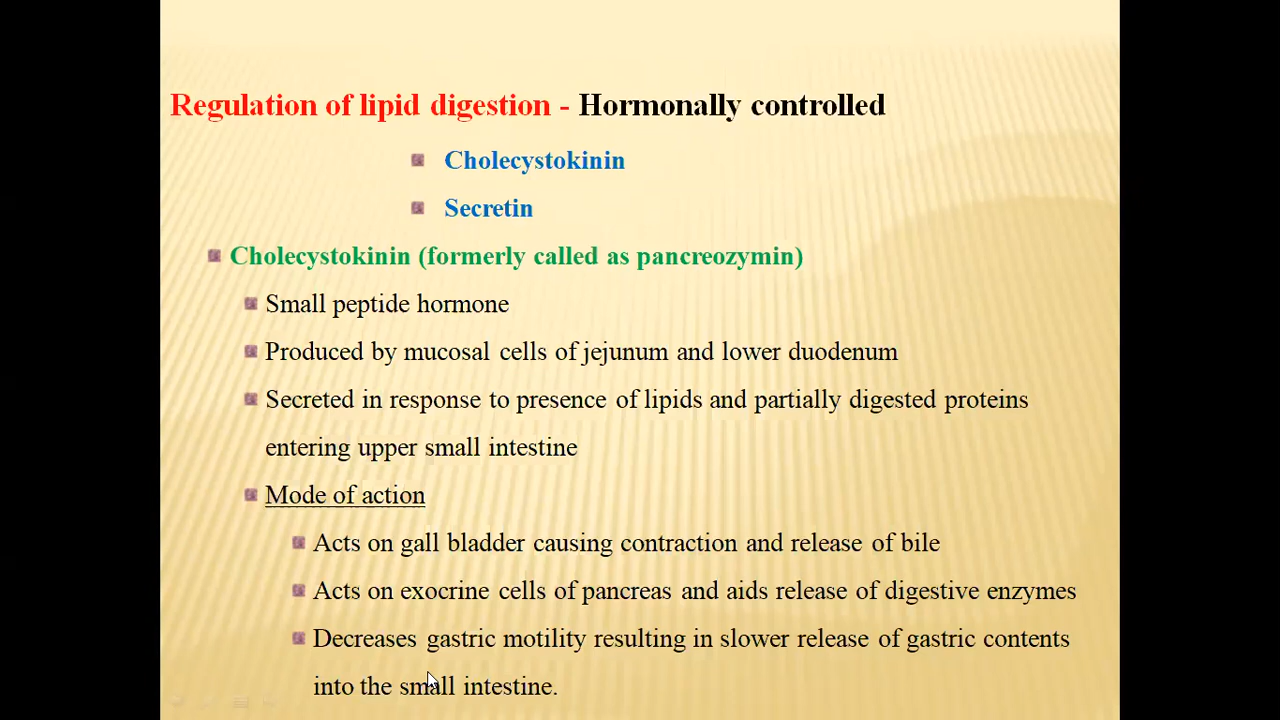 Regulation of lipid digestion - Hormonally controlled
Cholecystokinin
Secretin
Cholecystokinin (formerly called as pancreozymin)
Small peptide hormone
Produced by mucosal cells of jejunum and lower duodenum
Secreted in response to presence of lipids and partially digested proteins
entering upper small intestine
Mode of action
Acts on gall bladder causing contraction and release of bile
Acts on exocrine cells of pancreas and aids release of digestive enzymes
Decreases gastric motility resulting in slower release of gastric contents
into the small intestine.